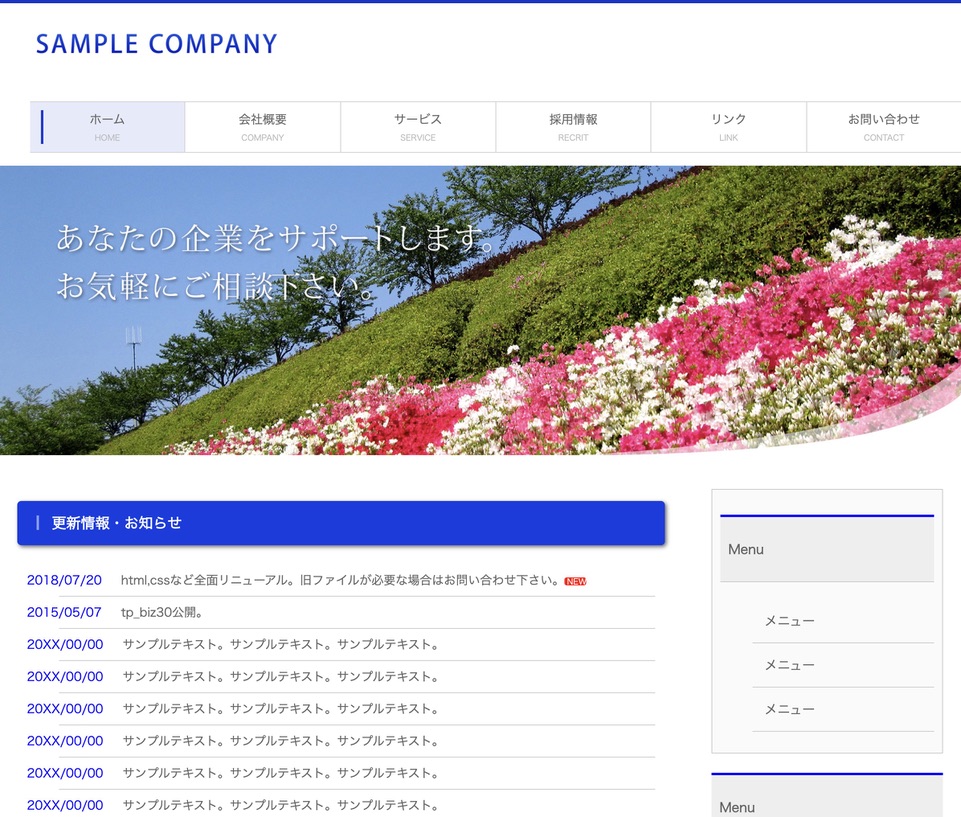 SAMPLE COMPANY
ホーム
HOME
会社概要
COMPANY
サービス
SERVICE
採用情報
RECRIT
リンク
LINK
お問い合わせ
CONTACT
あなたの企業をサポートします。
お気軽にご相談下さい。
更新情報・お知らせ
2018/07/20 html,cssなど全面リニューアル。旧ファイルが必要な場合はお問い合わせ下さい。 NEW
2015/05/07 tp_biz30公開。
20XX/00/00 サンプルテキスト。サンプルテキスト。サンプルテキスト。
20XX/00/00 サンプルテキスト。サンプルテキスト。サンプルテキスト。
20XX/00/00 サンプルテキスト。サンプルテキスト。サンプルテキスト。
20XX/00/00 サンプルテキスト。サンプルテキスト。サンプルテキスト。
20XX/00/00 サンプルテキスト。サンプルテキスト。サンプルテキスト。
20XX/00/00 サンプルテキスト。サンプルテキスト。サンプルテキスト。
Menu
メニュー
メニュー
メニュー
Menu